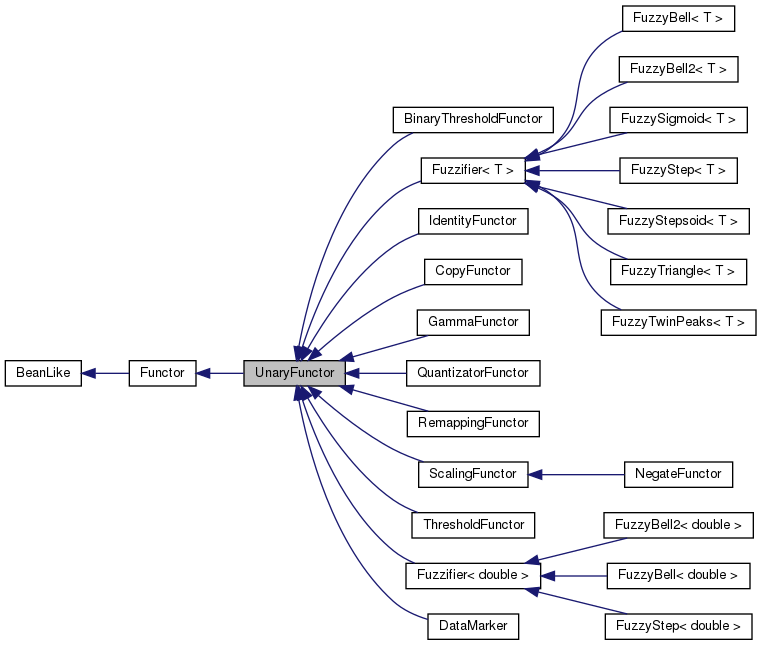 FuzzyBell< T >
FuzzyBell2< T >
BinaryThresholdFunctor
FuzzySigmoid< T >
Fuzzifier< T >
FuzzyStep< T >
IdentityFunctor
FuzzyStepsoid< T >
CopyFunctor
FuzzyTriangle< T >
GammaFunctor
FuzzyTwinPeaks< T >
BeanLike
Functor
UnaryFunctor
QuantizatorFunctor
RemappingFunctor
ScalingFunctor
NegateFunctor
ThresholdFunctor
FuzzyBell2< double >
Fuzzifier< double >
FuzzyBell< double >
DataMarker
FuzzyStep< double >